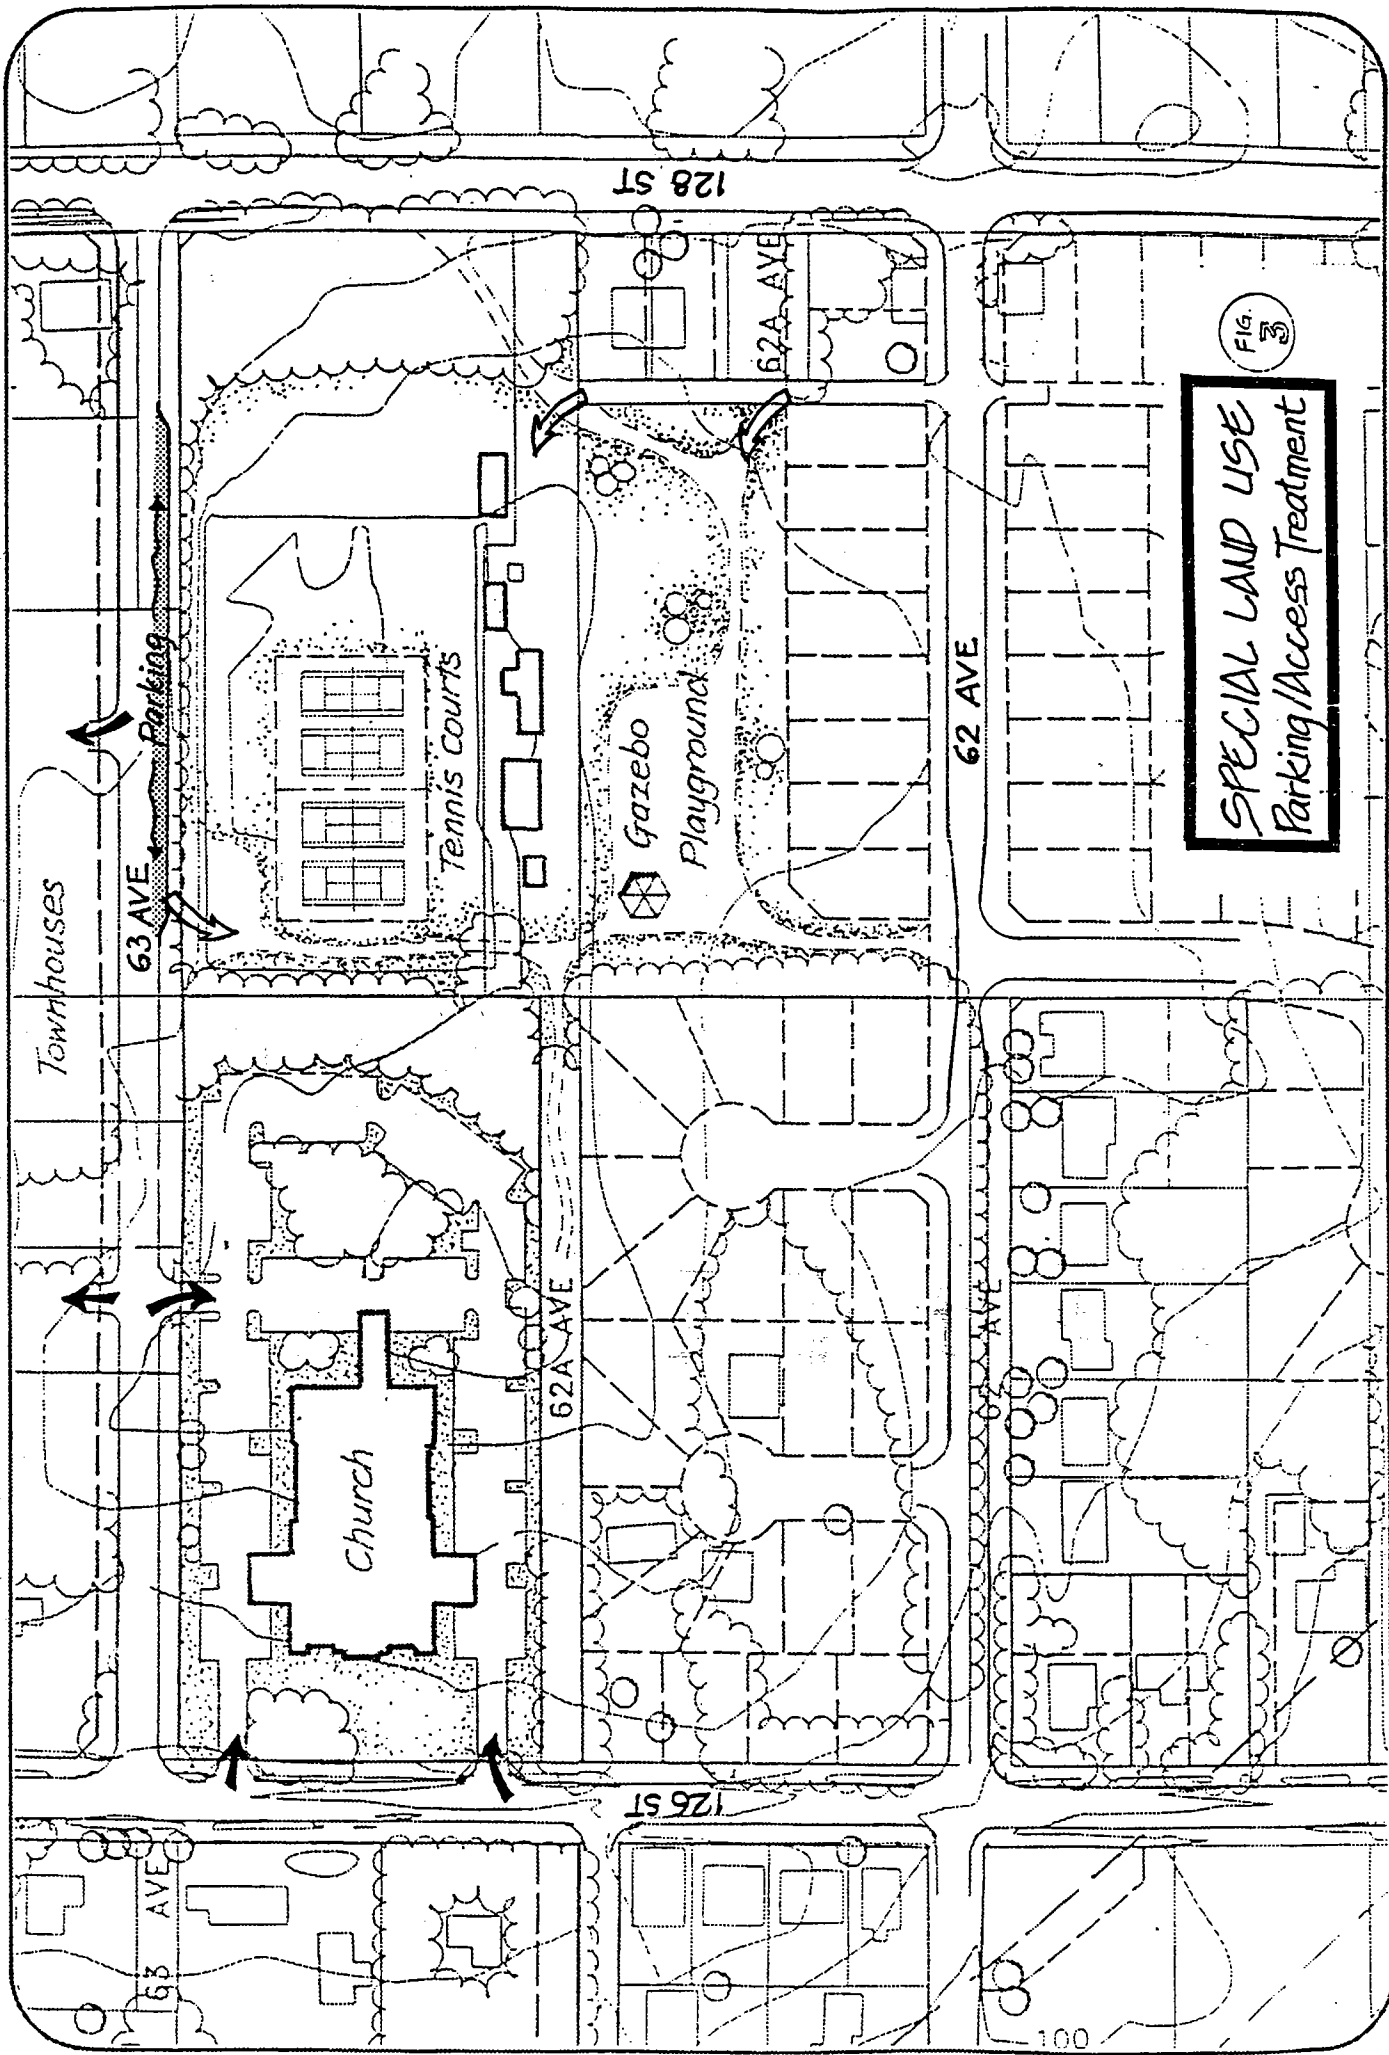 128 ST
63 AVE
Parking
Townhouses
Tennis Courts
Gazebo
Playground
62A AVE
62 AVE
FIG.
3
SPECIAL LAND USE
Parking/Access Treatment
Church
62A AVE
62 AVE
126 ST
63 AVE
100